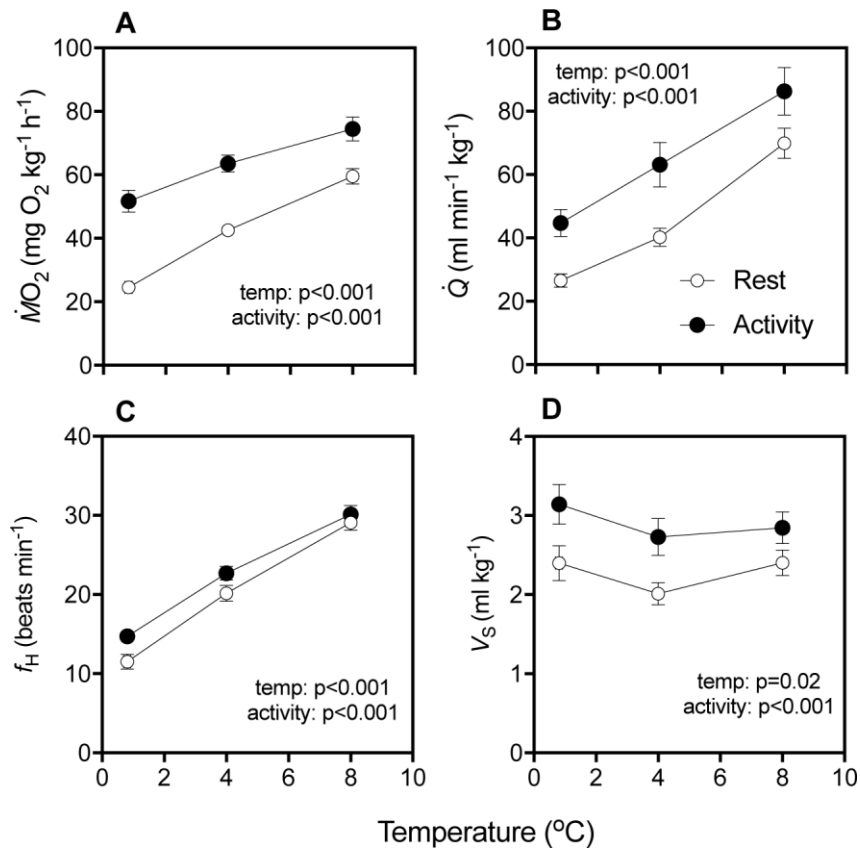 A
100
80
60
40
20
0
ṀO₂ (mg O₂ kg⁻¹ h⁻¹)
temp: p<0.001
activity: p<0.001
B
100
80
60
40
20
0
Q̇ (ml min⁻¹ kg⁻¹)
temp: p<0.001
activity: p<0.001
Rest
Activity
C
40
30
20
10
0
fH (beats min⁻¹)
temp: p<0.001
activity: p<0.001
0 2 4 6 8 10
D
4
3
2
1
0
VS (ml kg⁻¹)
temp: p=0.02
activity: p<0.001
0 2 4 6 8 10
Temperature (ºC)